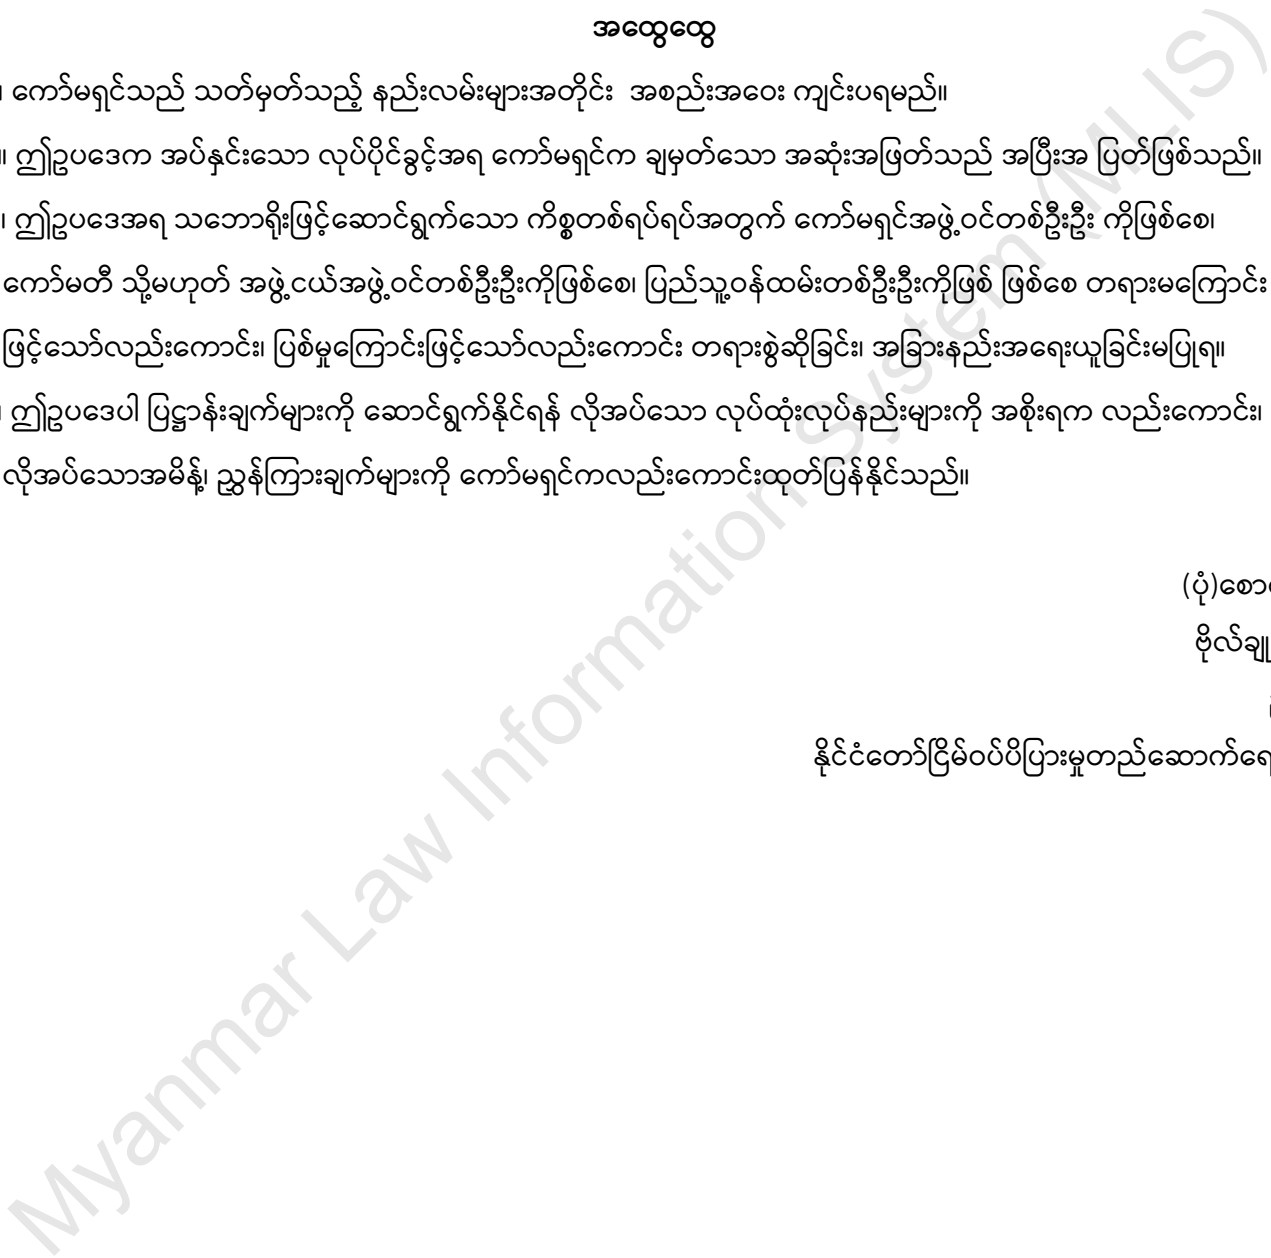 အထွေထွေ
၊ ကော်မရှင်သည် သတ်မှတ်သည့် နည်းလမ်းများအတိုင်း အစည်းအဝေး ကျင်းပရမည်။
။ ဤဥပဒေက အပ်နှင်းသော လုပ်ပိုင်ခွင့်အရ ကော်မရှင်က ချမှတ်သော အဆုံးအဖြတ်သည် အပြီးအ ပြတ်ဖြစ်သည်။
၊ ဤဥပဒေအရ သဘောရိုးဖြင့်ဆောင်ရွက်သော ကိစ္စတစ်ရပ်ရပ်အတွက် ကော်မရှင်အဖွဲ့ဝင်တစ်ဦးဦး ကိုဖြစ်စေ၊
ကော်မတီ သို့မဟုတ် အဖွဲ့ငယ်အဖွဲ့ဝင်တစ်ဦးဦးကိုဖြစ်စေ၊ ပြည်သူ့ဝန်ထမ်းတစ်ဦးဦးကိုဖြစ် ဖြစ်စေ တရားမကြောင်း
ဖြင့်သော်လည်းကောင်း၊ ပြစ်မှုကြောင်းဖြင့်သော်လည်းကောင်း တရားစွဲဆိုခြင်း၊ အခြားနည်းအရေးယူခြင်းမပြုရ။
၊ ဤဥပဒေပါ ပြဋ္ဌာန်းချက်များကို ဆောင်ရွက်နိုင်ရန် လိုအပ်သော လုပ်ထုံးလုပ်နည်းများကို အစိုးရက လည်းကောင်း၊
လိုအပ်သောအမိန့်၊ ညွှန်ကြားချက်များကို ကော်မရှင်ကလည်းကောင်းထုတ်ပြန်နိုင်သည်။
(ပုံ)စော
ဗိုလ်ချု
နိုင်ငံတော်ငြိမ်ဝပ်ပိပြားမှုတည်ဆောက်ရေ
Myanmar Law Information System (MLIS)